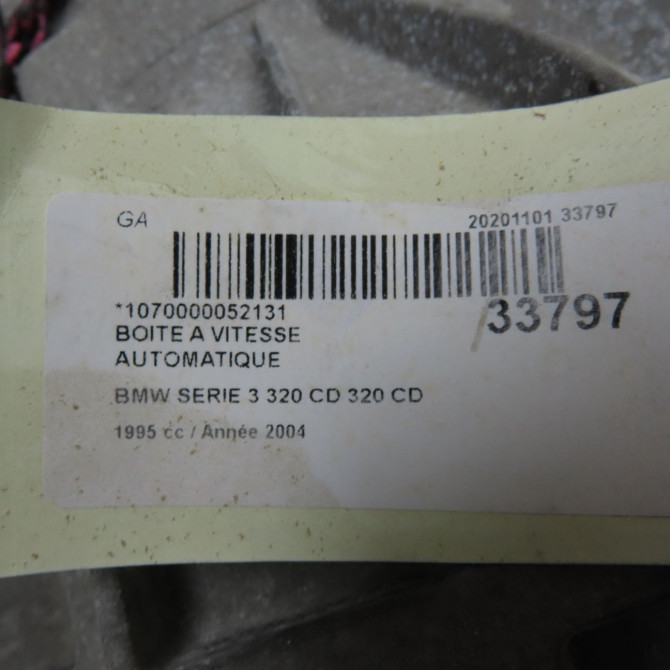 GA 20201101 33797
*1070000052131
33797
BOITE A VITESSE
AUTOMATIQUE
BMW SERIE 3 320 CD 320 CD
1995 cc / Année 2004